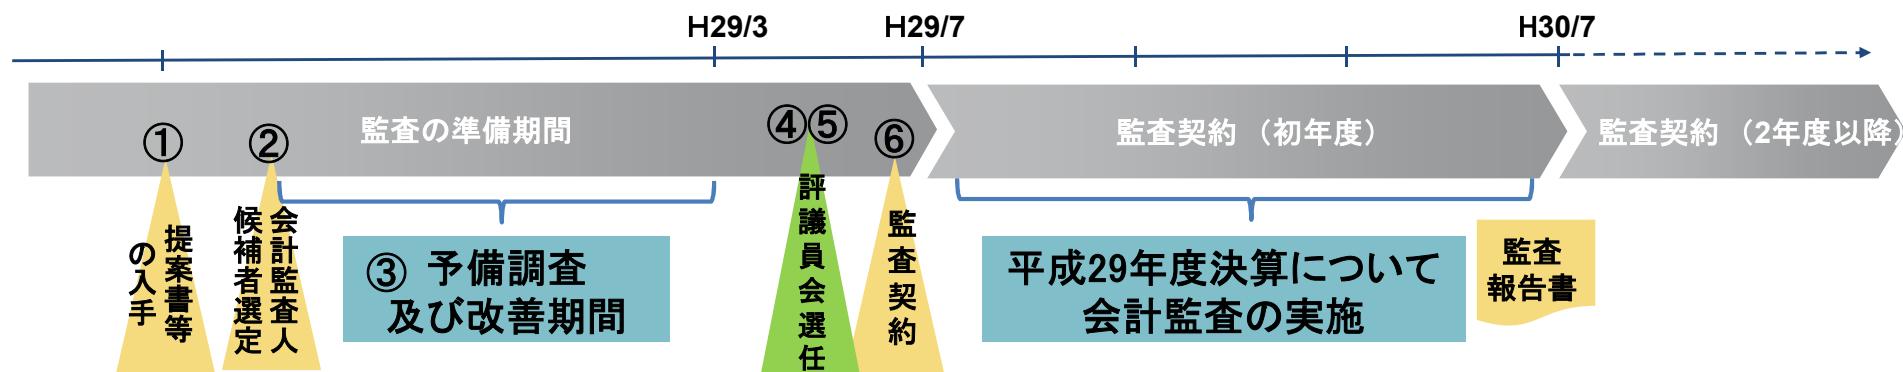 H29/3
H29/7
H30/7
監査の準備期間
監査契約 （初年度）
監査契約 （2年度以降）
①
②
④⑤
⑥
提案書等
の入手
会計監査人
候補者選定
③ 予備調査
及び改善期間
評議員会選任
監査契約
平成29年度決算について
会計監査の実施
監査
報告書